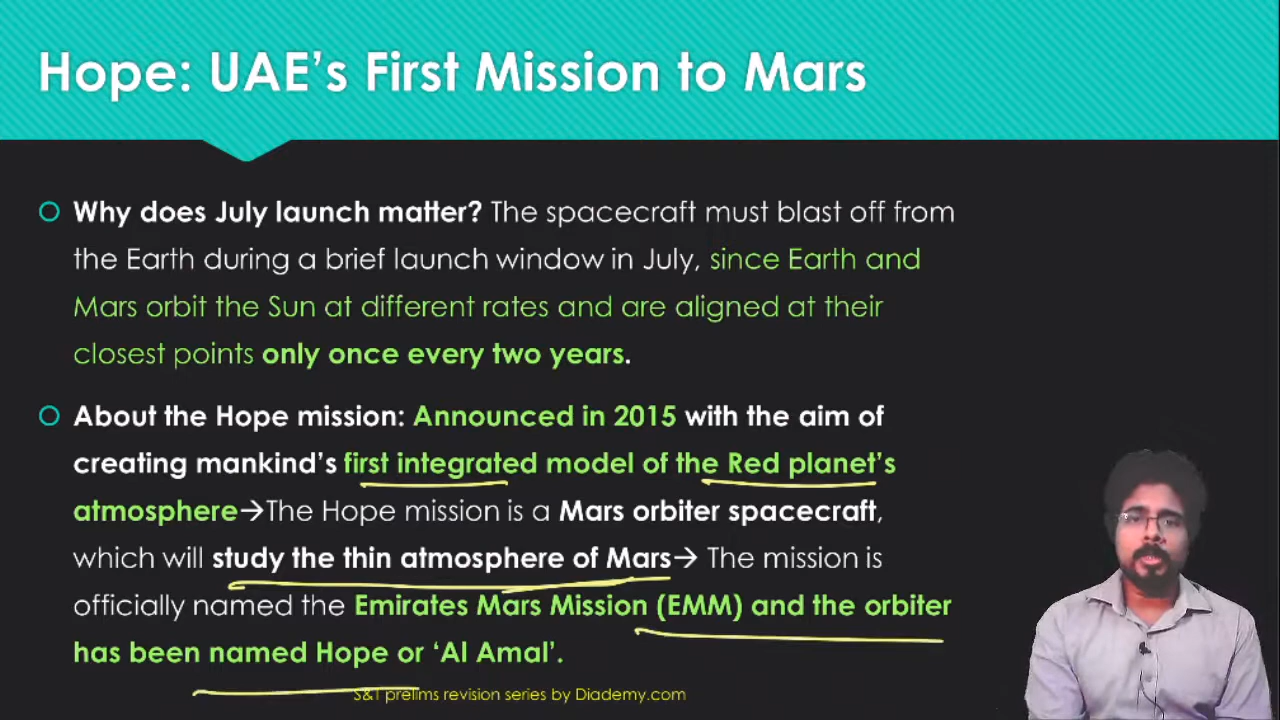 Hope: UAE’s First Mission to Mars
Why does July launch matter? The spacecraft must blast off from
the Earth during a brief launch window in July, since Earth and
Mars orbit the Sun at different rates and are aligned at their
closest points only once every two years.
About the Hope mission: Announced in 2015 with the aim of
creating mankind’s first integrated model of the Red planet’s
atmosphere→The Hope mission is a Mars orbiter spacecraft,
which will study the thin atmosphere of Mars→ The mission is
officially named the Emirates Mars Mission (EMM) and the orbiter
has been named Hope or ‘Al Amal’.
S&T prelims revision series by Diademy.com